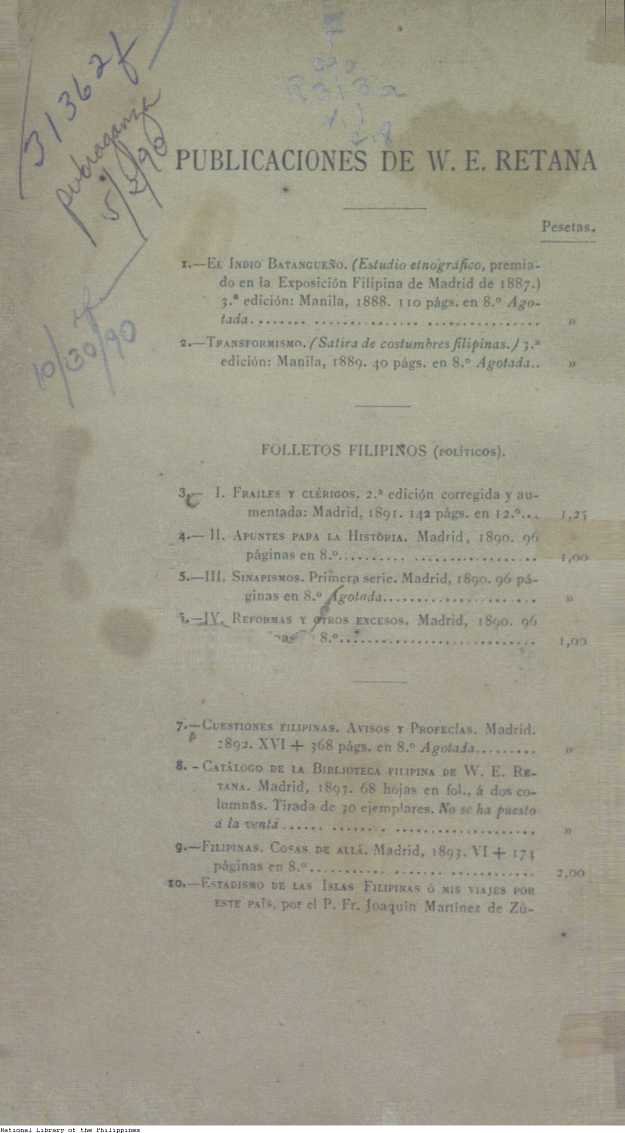 31362f
pubraganza
5/2/90
10/30/90
PUBLICACIONES DE W. E. RETANA
Pesetas.
1.—EL INDIO BATANGUEÑO. (Estudio etnográfico, premia-
do en la Exposición Filipina de Madrid de 1887.)
3.ª edición: Manila, 1888. 110 págs. en 8.º Ago-
tada. »
2.—TRANSFORMISMO. (Satira de costumbres filipinas.) 3.ª
edición: Manila, 1889. 40 págs. en 8.º Agotada.. »
FOLLETOS FILIPINOS (POLÍTICOS).
3.— I. FRAILES Y CLÉRIGOS. 2.ª edición corregida y au-
mentada: Madrid, 1891. 142 págs. en 12.º... 1,25
4.— II. APUNTES PARA LA HISTORIA. Madrid, 1890. 96
páginas en 8.º. 1,00
5.—III. SINAPISMOS. Primera serie. Madrid, 1890. 96 pá-
ginas en 8.º Agotada. »
—IV. REFORMAS Y OTROS EXCESOS. Madrid, 1890. 96
8.º. 1,00
7.—CUESTIONES FILIPINAS. AVISOS Y PROFECÍAS. Madrid.
1892. XVI + 368 págs. en 8.º Agotada. »
8. - CATÁLOGO DE LA BIBLIOTECA FILIPINA DE W. E. RE-
TANA. Madrid, 1893. 68 hojas en fol., á dos co-
lumnas. Tirada de 30 ejemplares. No se ha puesto
á la venta. »
9.—FILIPINAS. COSAS DE ALLÁ. Madrid, 1893. VI + 174
páginas en 8.º. 2,00
10.—ESTADISMO DE LAS ISLAS FILIPINAS Ó MIS VIAJES POR
ESTE PAÍS, por el P. Fr. Joaquín Martínez de Zú-
National Library of the Philippines